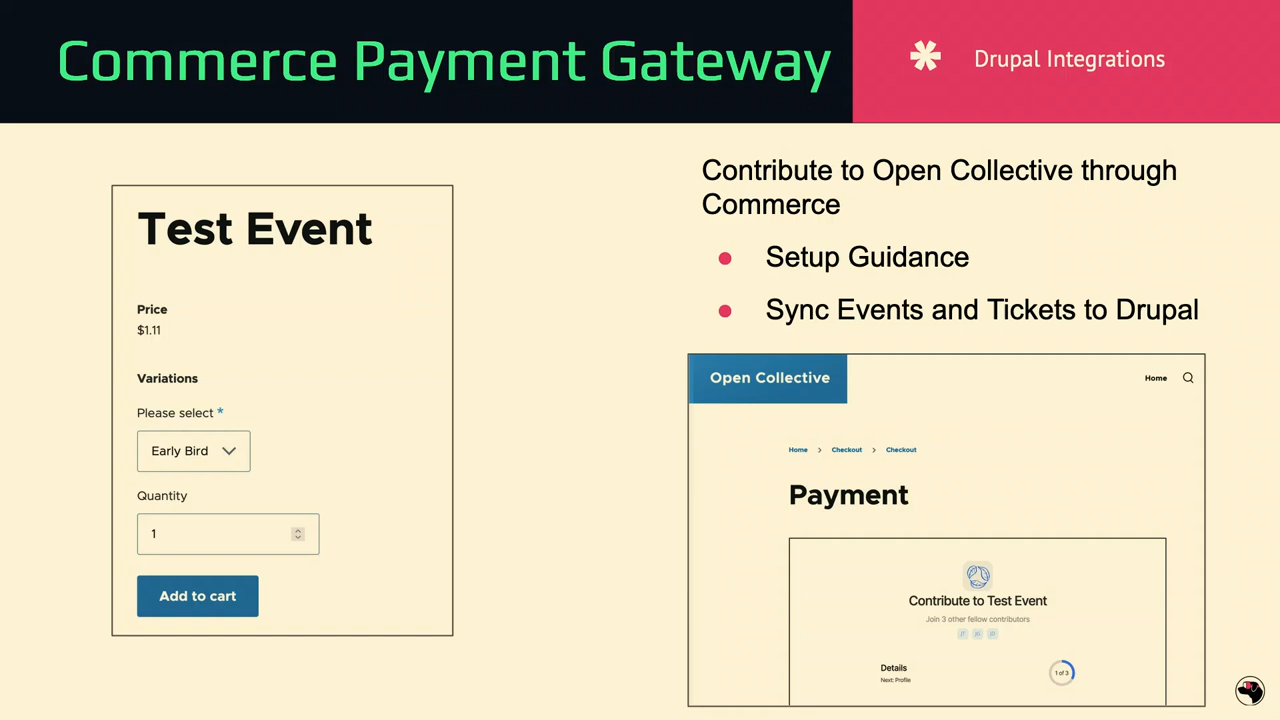 Commerce Payment Gateway
Drupal Integrations
Test Event
Price
$1.11
Variations
Please select *
Early Bird
Quantity
1
Add to cart
Contribute to Open Collective through
Commerce
Setup Guidance
Sync Events and Tickets to Drupal
Open Collective
Home
Home > Checkout > Checkout
Payment
Contribute to Test Event
Join 3 other fellow contributors
Details
Next: Profile
1 of 3